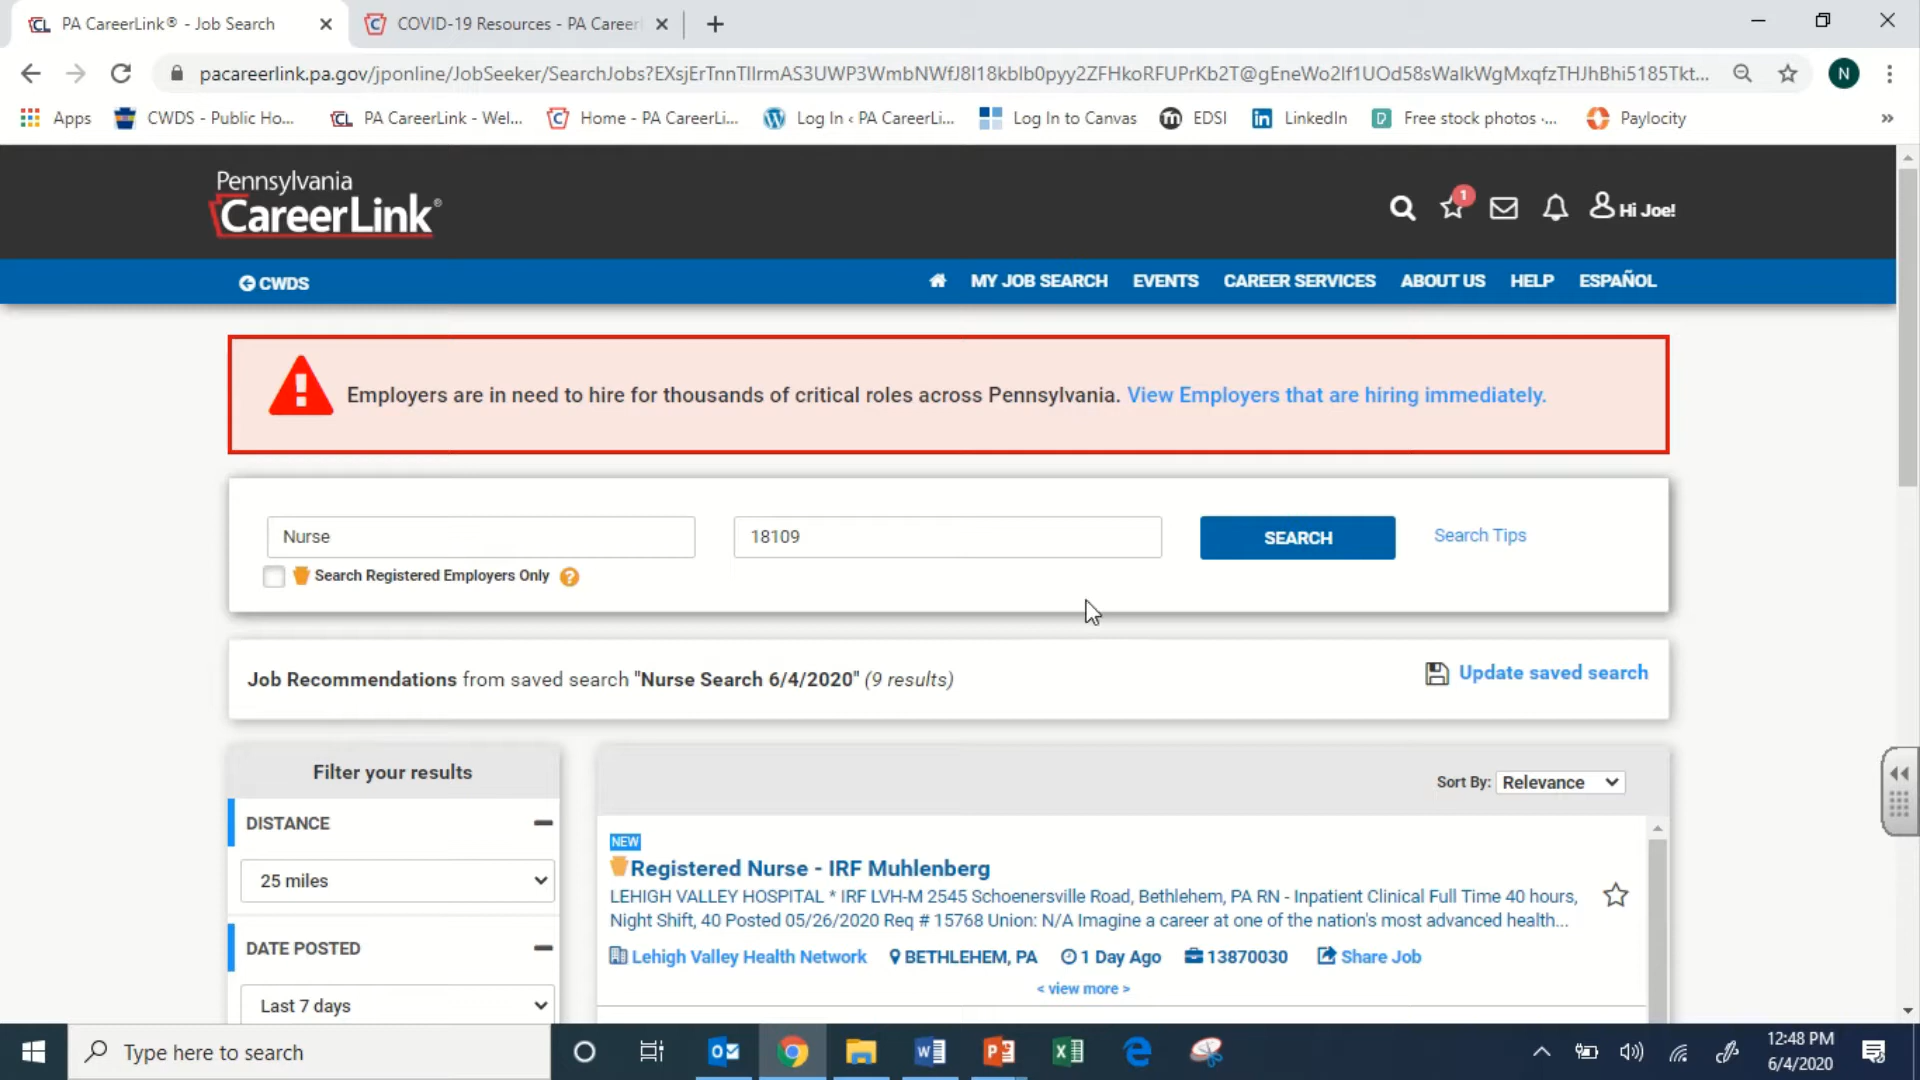 PA CareerLink® - Job Search
COVID-19 Resources - PA Career
pacareerlink.pa.gov/jponline/JobSeeker/SearchJobs?EXsjErTnnTIIrmAS3UWP3WmbNWfJ8I18kbIb0pyy2ZFHkoRFUPrKb2T@gEneWo2If1UOd58sWalkWgMxqfzTHJhBhi5185Tkt...
N
Apps
CWDS - Public Ho...
PA CareerLink - Wel...
Home - PA CareerLi...
Log In ‹ PA CareerLi...
Log In to Canvas
EDSI
LinkedIn
Free stock photos ·...
Paylocity
»
Pennsylvania
CareerLink®
1
Hi Joe!
CWDS
MY JOB SEARCH
EVENTS
CAREER SERVICES
ABOUT US
HELP
ESPAÑOL
Employers are in need to hire for thousands of critical roles across Pennsylvania. View Employers that are hiring immediately.
Nurse
18109
SEARCH
Search Tips
Search Registered Employers Only ?
Job Recommendations from saved search "Nurse Search 6/4/2020" (9 results)
Update saved search
Filter your results
Sort By: Relevance
DISTANCE
25 miles
DATE POSTED
Last 7 days
NEW
Registered Nurse - IRF Muhlenberg
LEHIGH VALLEY HOSPITAL * IRF LVH-M 2545 Schoenersville Road, Bethlehem, PA RN - Inpatient Clinical Full Time 40 hours,
Night Shift, 40 Posted 05/26/2020 Req # 15768 Union: N/A Imagine a career at one of the nation's most advanced health...
Lehigh Valley Health Network BETHLEHEM, PA 1 Day Ago 13870030 Share Job
< view more >
Type here to search
12:48 PM
6/4/2020